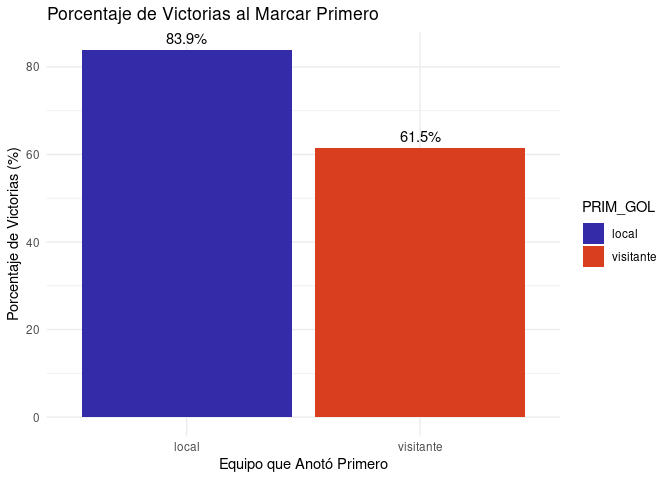 Porcentaje de Victorias al Marcar Primero
83.9%
61.5%
80
60
40
20
0
Porcentaje de Victorias (%)
local
visitante
Equipo que Anotó Primero
PRIM_GOL
local
visitante